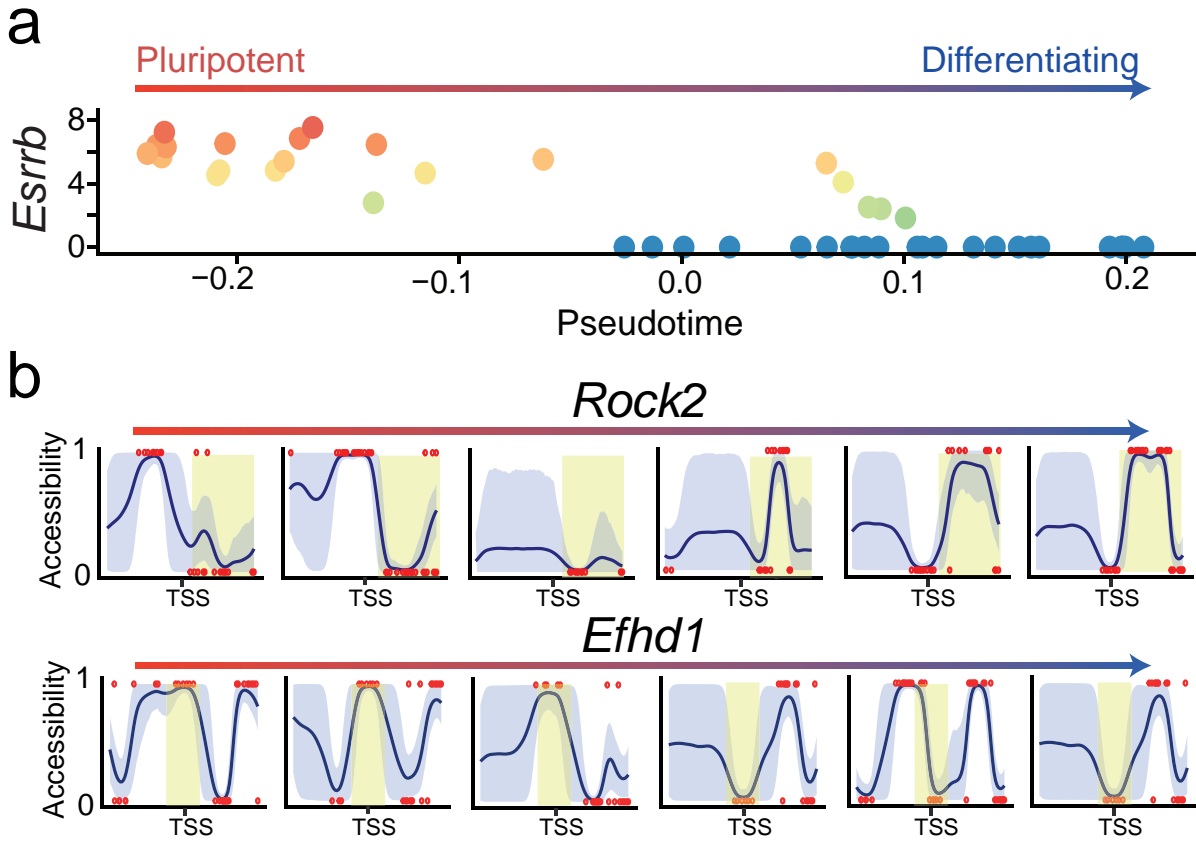 a
Pluripotent Differentiating
Esrrb
8
4
0
−0.2 −0.1 0.0 0.1 0.2
Pseudotime
b
Rock2
Accessibility
1
0
TSS TSS TSS TSS TSS TSS
Efhd1
Accessibility
1
0
TSS TSS TSS TSS TSS TSS